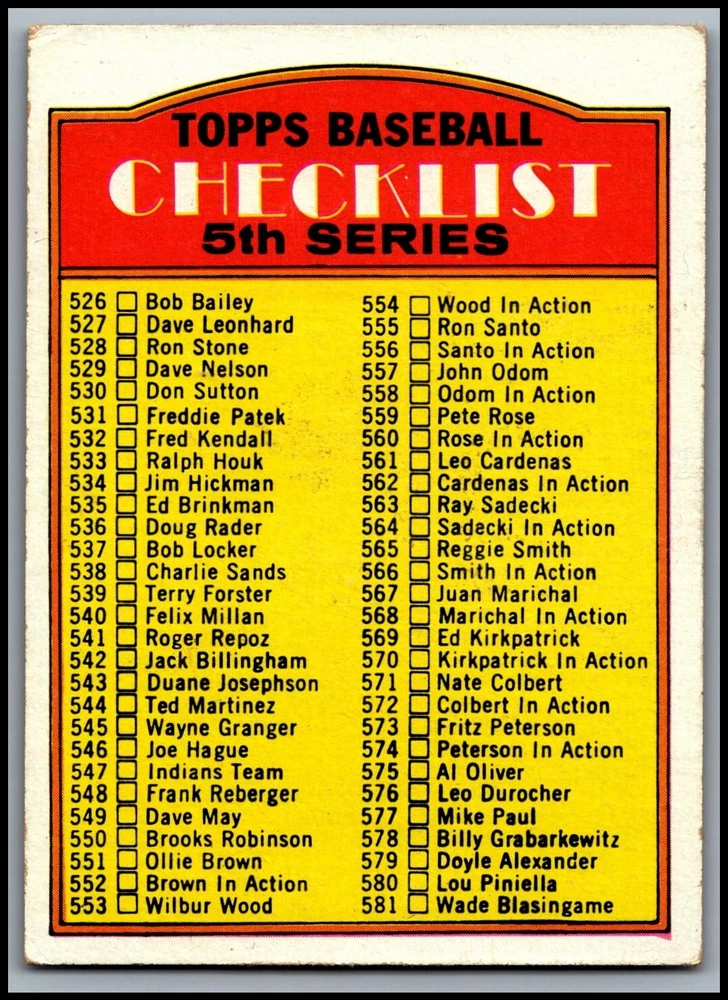 TOPPS BASEBALL
CHECKLIST
5th SERIES
526 Bob Bailey
527 Dave Leonhard
528 Ron Stone
529 Dave Nelson
530 Don Sutton
531 Freddie Patek
532 Fred Kendall
533 Ralph Houk
534 Jim Hickman
535 Ed Brinkman
536 Doug Rader
537 Bob Locker
538 Charlie Sands
539 Terry Forster
540 Felix Millan
541 Roger Repoz
542 Jack Billingham
543 Duane Josephson
544 Ted Martinez
545 Wayne Granger
546 Joe Hague
547 Indians Team
548 Frank Reberger
549 Dave May
550 Brooks Robinson
551 Ollie Brown
552 Brown In Action
553 Wilbur Wood
554 Wood In Action
555 Ron Santo
556 Santo In Action
557 John Odom
558 Odom In Action
559 Pete Rose
560 Rose In Action
561 Leo Cardenas
562 Cardenas In Action
563 Ray Sadecki
564 Sadecki In Action
565 Reggie Smith
566 Smith In Action
567 Juan Marichal
568 Marichal In Action
569 Ed Kirkpatrick
570 Kirkpatrick In Action
571 Nate Colbert
572 Colbert In Action
573 Fritz Peterson
574 Peterson In Action
575 Al Oliver
576 Leo Durocher
577 Mike Paul
578 Billy Grabarkewitz
579 Doyle Alexander
580 Lou Piniella
581 Wade Blasingame